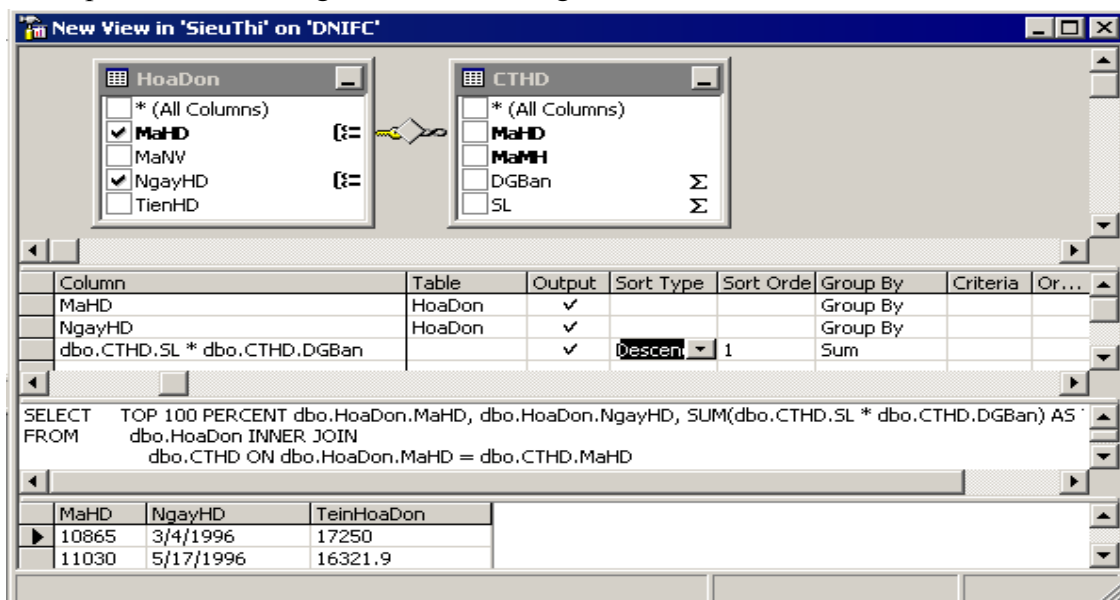 New View in 'SieuThi' on 'DNIFC'
HoaDon
* (All Columns)
MaHD
MaNV
NgayHD
TienHD
CTHD
* (All Columns)
MaHD
MaMH
DGBan Σ
SL Σ
Column Table Output Sort Type Sort Orde Group By Criteria Or...
MaHD HoaDon Group By
NgayHD HoaDon Group By
dbo.CTHD.SL * dbo.CTHD.DGBan Descen 1 Sum
SELECT TOP 100 PERCENT dbo.HoaDon.MaHD, dbo.HoaDon.NgayHD, SUM(dbo.CTHD.SL * dbo.CTHD.DGBan) AS
FROM dbo.HoaDon INNER JOIN
dbo.CTHD ON dbo.HoaDon.MaHD = dbo.CTHD.MaHD
MaHD NgayHD TeinHoaDon
10865 3/4/1996 17250
11030 5/17/1996 16321.9